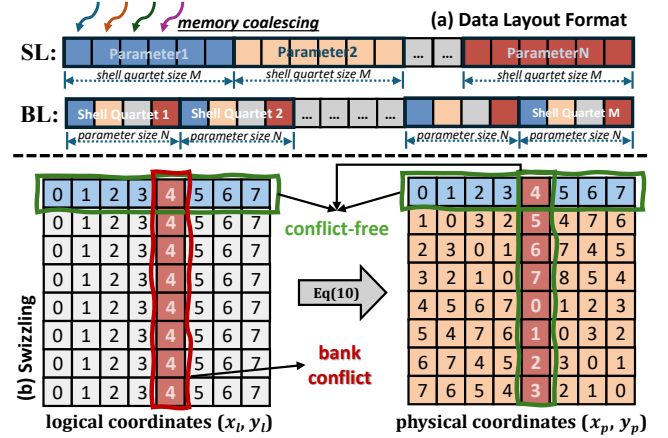 memory coalescing
(a) Data Layout Format
SL: Parameter1 Parameter2 ... ... ParameterN
shell quartet size M shell quartet size M shell quartet size M
BL: Shell Quartet 1 Shell Quartet 2 ... ... ... ... Shell Quartet M
parameter size N parameter size N parameter size N parameter size N
(b) Swizzling
0 1 2 3 4 5 6 7
0 1 2 3 4 5 6 7
0 1 2 3 4 5 6 7
0 1 2 3 4 5 6 7
0 1 2 3 4 5 6 7
0 1 2 3 4 5 6 7
0 1 2 3 4 5 6 7
0 1 2 3 4 5 6 7
logical coordinates (xₗ, yₗ)
conflict-free
Eq(10)
bank
conflict
0 1 2 3 4 5 6 7
1 0 3 2 5 4 7 6
2 3 0 1 6 7 4 5
3 2 1 0 7 8 5 4
4 5 6 7 0 1 2 3
5 4 7 6 1 0 3 2
6 7 4 5 2 3 0 1
7 6 5 4 3 2 1 0
physical coordinates (xₚ, yₚ)